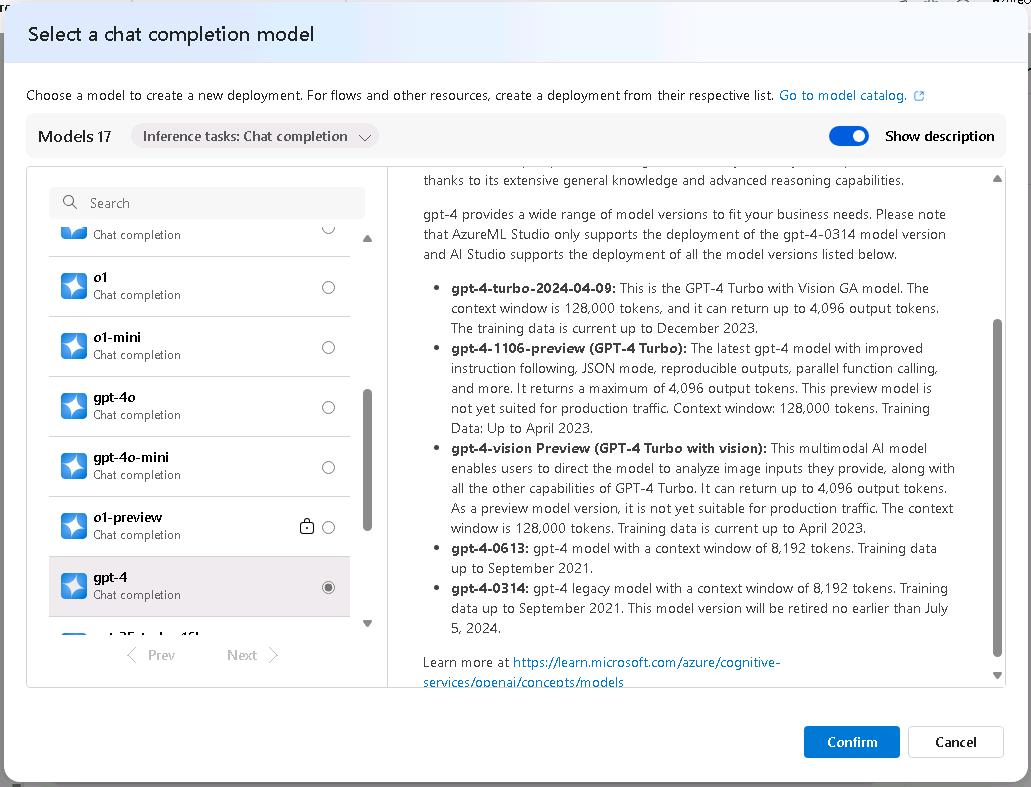 Select a chat completion model
Choose a model to create a new deployment. For flows and other resources, create a deployment from their respective list. Go to model catalog.
Models 17
Inference tasks: Chat completion
Show description
Search
Chat completion
o1
Chat completion
o1-mini
Chat completion
gpt-4o
Chat completion
gpt-4o-mini
Chat completion
o1-preview
Chat completion
gpt-4
Chat completion
Prev
Next
thanks to its extensive general knowledge and advanced reasoning capabilities.
gpt-4 provides a wide range of model versions to fit your business needs. Please note
that AzureML Studio only supports the deployment of the gpt-4-0314 model version
and AI Studio supports the deployment of all the model versions listed below.
• gpt-4-turbo-2024-04-09: This is the GPT-4 Turbo with Vision GA model. The
context window is 128,000 tokens, and it can return up to 4,096 output tokens.
The training data is current up to December 2023.
• gpt-4-1106-preview (GPT-4 Turbo): The latest gpt-4 model with improved
instruction following, JSON mode, reproducible outputs, parallel function calling,
and more. It returns a maximum of 4,096 output tokens. This preview model is
not yet suited for production traffic. Context window: 128,000 tokens. Training
Data: Up to April 2023.
• gpt-4-vision Preview (GPT-4 Turbo with vision): This multimodal AI model
enables users to direct the model to analyze image inputs they provide, along with
all the other capabilities of GPT-4 Turbo. It can return up to 4,096 output tokens.
As a preview model version, it is not yet suitable for production traffic. The context
window is 128,000 tokens. Training data is current up to April 2023.
• gpt-4-0613: gpt-4 model with a context window of 8,192 tokens. Training data
up to September 2021.
• gpt-4-0314: gpt-4 legacy model with a context window of 8,192 tokens. Training
data up to September 2021. This model version will be retired no earlier than July
5, 2024.
Learn more at https://learn.microsoft.com/azure/cognitive-
services/openai/concepts/models
Confirm
Cancel